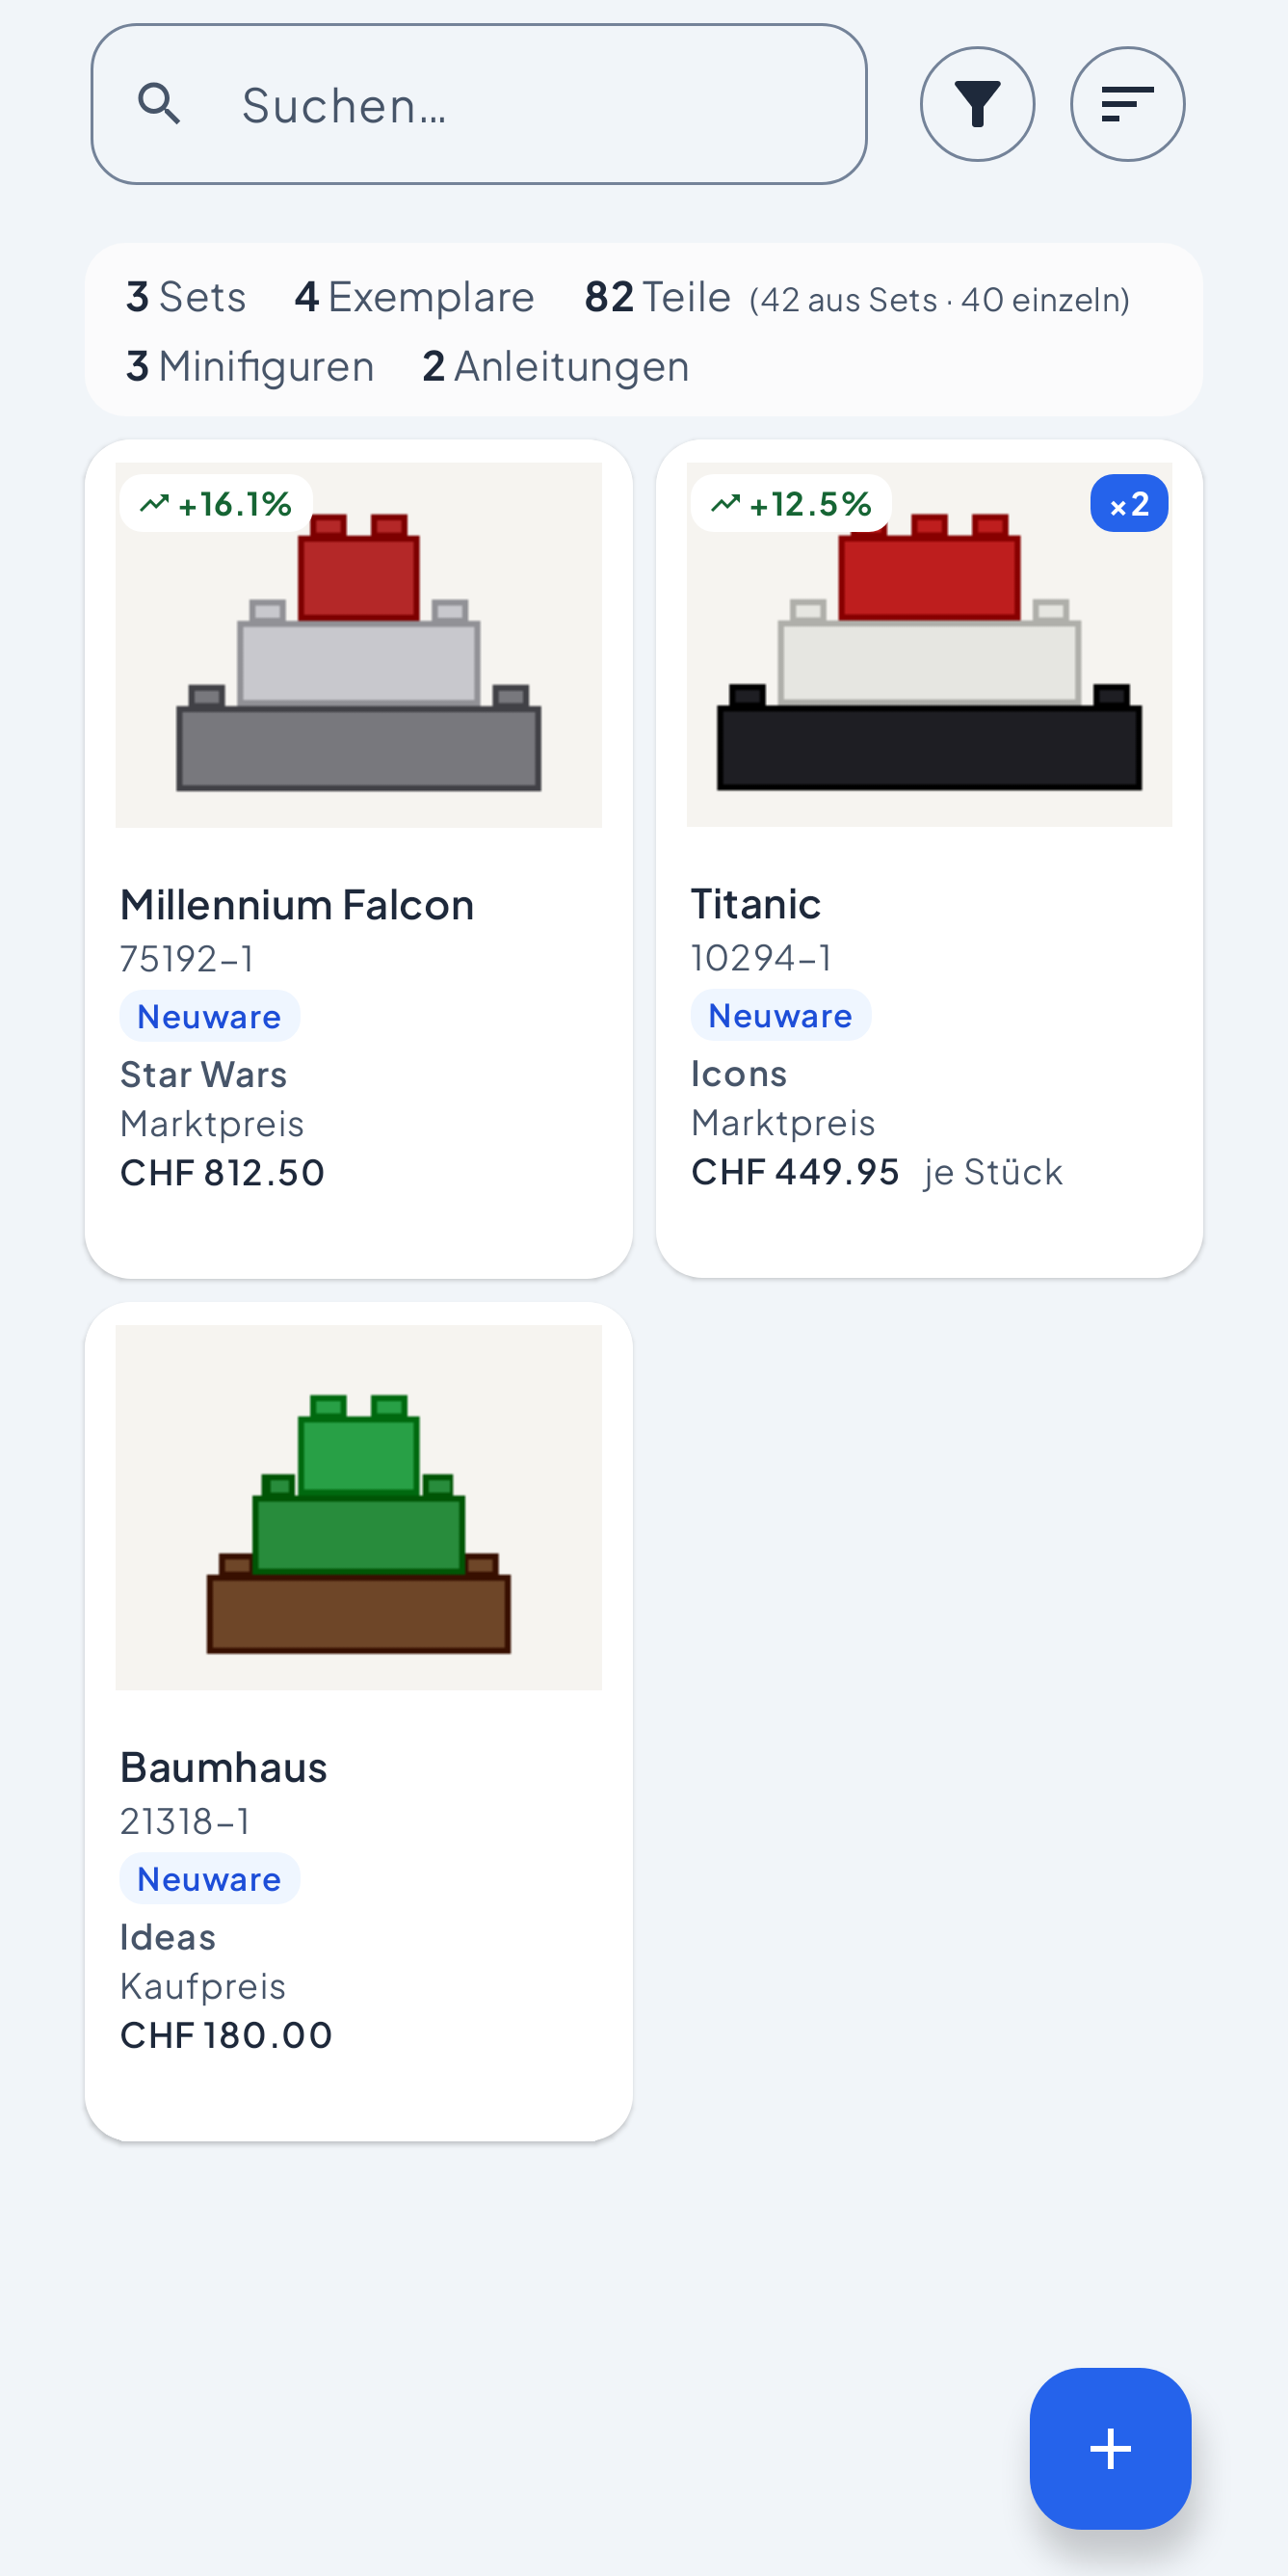 Suchen…
3 Sets 4 Exemplare 82 Teile (42 aus Sets · 40 einzeln)
3 Minifiguren 2 Anleitungen
+16.1%
Millennium Falcon
75192-1
Neuware
Star Wars
Marktpreis
CHF 812.50
+12.5% ×2
Titanic
10294-1
Neuware
Icons
Marktpreis
CHF 449.95 je Stück
Baumhaus
21318-1
Neuware
Ideas
Kaufpreis
CHF 180.00